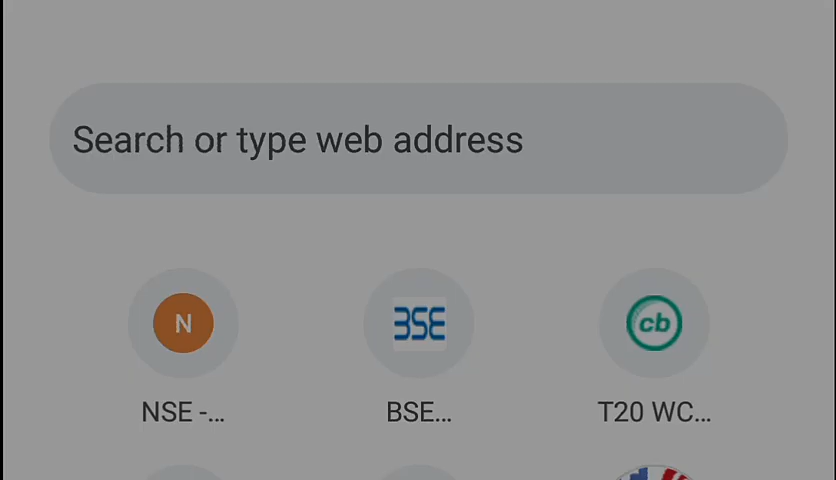 Search or type web address
N
BSE
cb
NSE -...
BSE...
T20 WC...